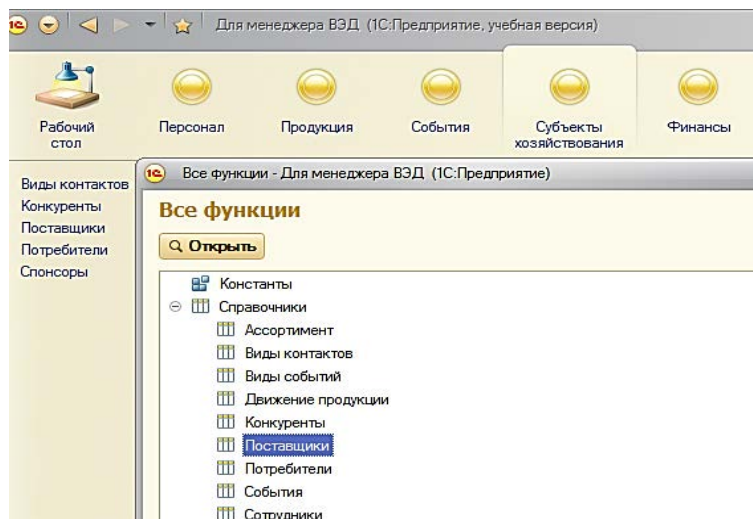 Для менеджера ВЭД (1С:Предприятие, учебная версия)
Рабочий стол
Персонал
Продукция
События
Субъекты хозяйствования
Финансы
Виды контактов
Конкуренты
Поставщики
Потребители
Спонсоры
Все функции - Для менеджера ВЭД (1С:Предприятие)
Все функции
Открыть
Константы
Справочники
Ассортимент
Виды контактов
Виды событий
Движение продукции
Конкуренты
Поставщики
Потребители
События
Сотрудники